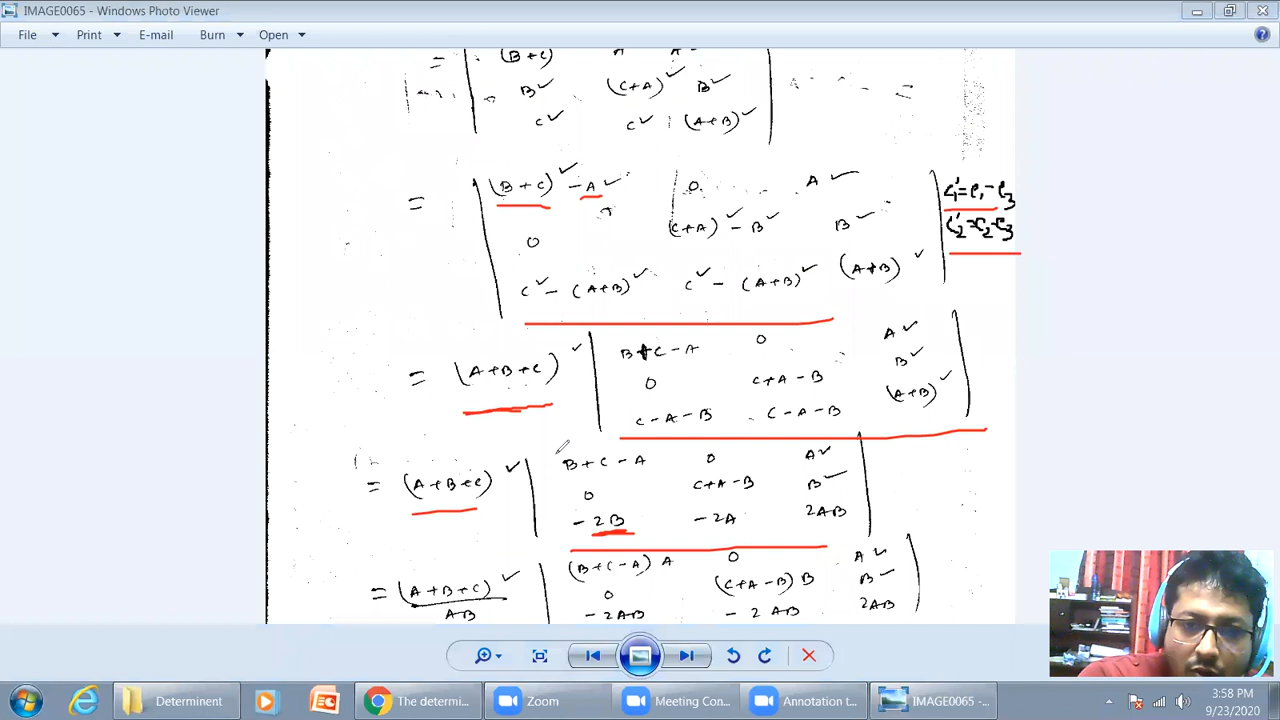 IMAGE0065 - Windows Photo Viewer
File Print E-mail Burn Open
= (B+C) A A
B✓ (C+A)✓ B✓
C✓ C✓ (A+B)✓
(B+C)✓ - A✓ 0 A✓ C₁' = C₁ - C₃
= 0 (C+A)✓ - B✓ B✓ C₂' = C₂ - C₃
C✓ - (A+B)✓ C✓ - (A+B)✓ (A+B)✓
B+C-A 0 A✓
= (A+B+C)✓ 0 C+A-B B✓
C-A-B C-A-B (A+B)✓
B+C-A 0 A✓
= (A+B+C)✓ 0 C+A-B B✓
-2B -2A 2AB
(B+C-A)A 0 A✓
= (A+B+C)✓ 0 (C+A-B)B B✓
AB -2AB -2AB 2AB
Determinent The determi... Zoom Meeting Con... Annotation t... IMAGE0065 -...
3:58 PM
9/23/2020